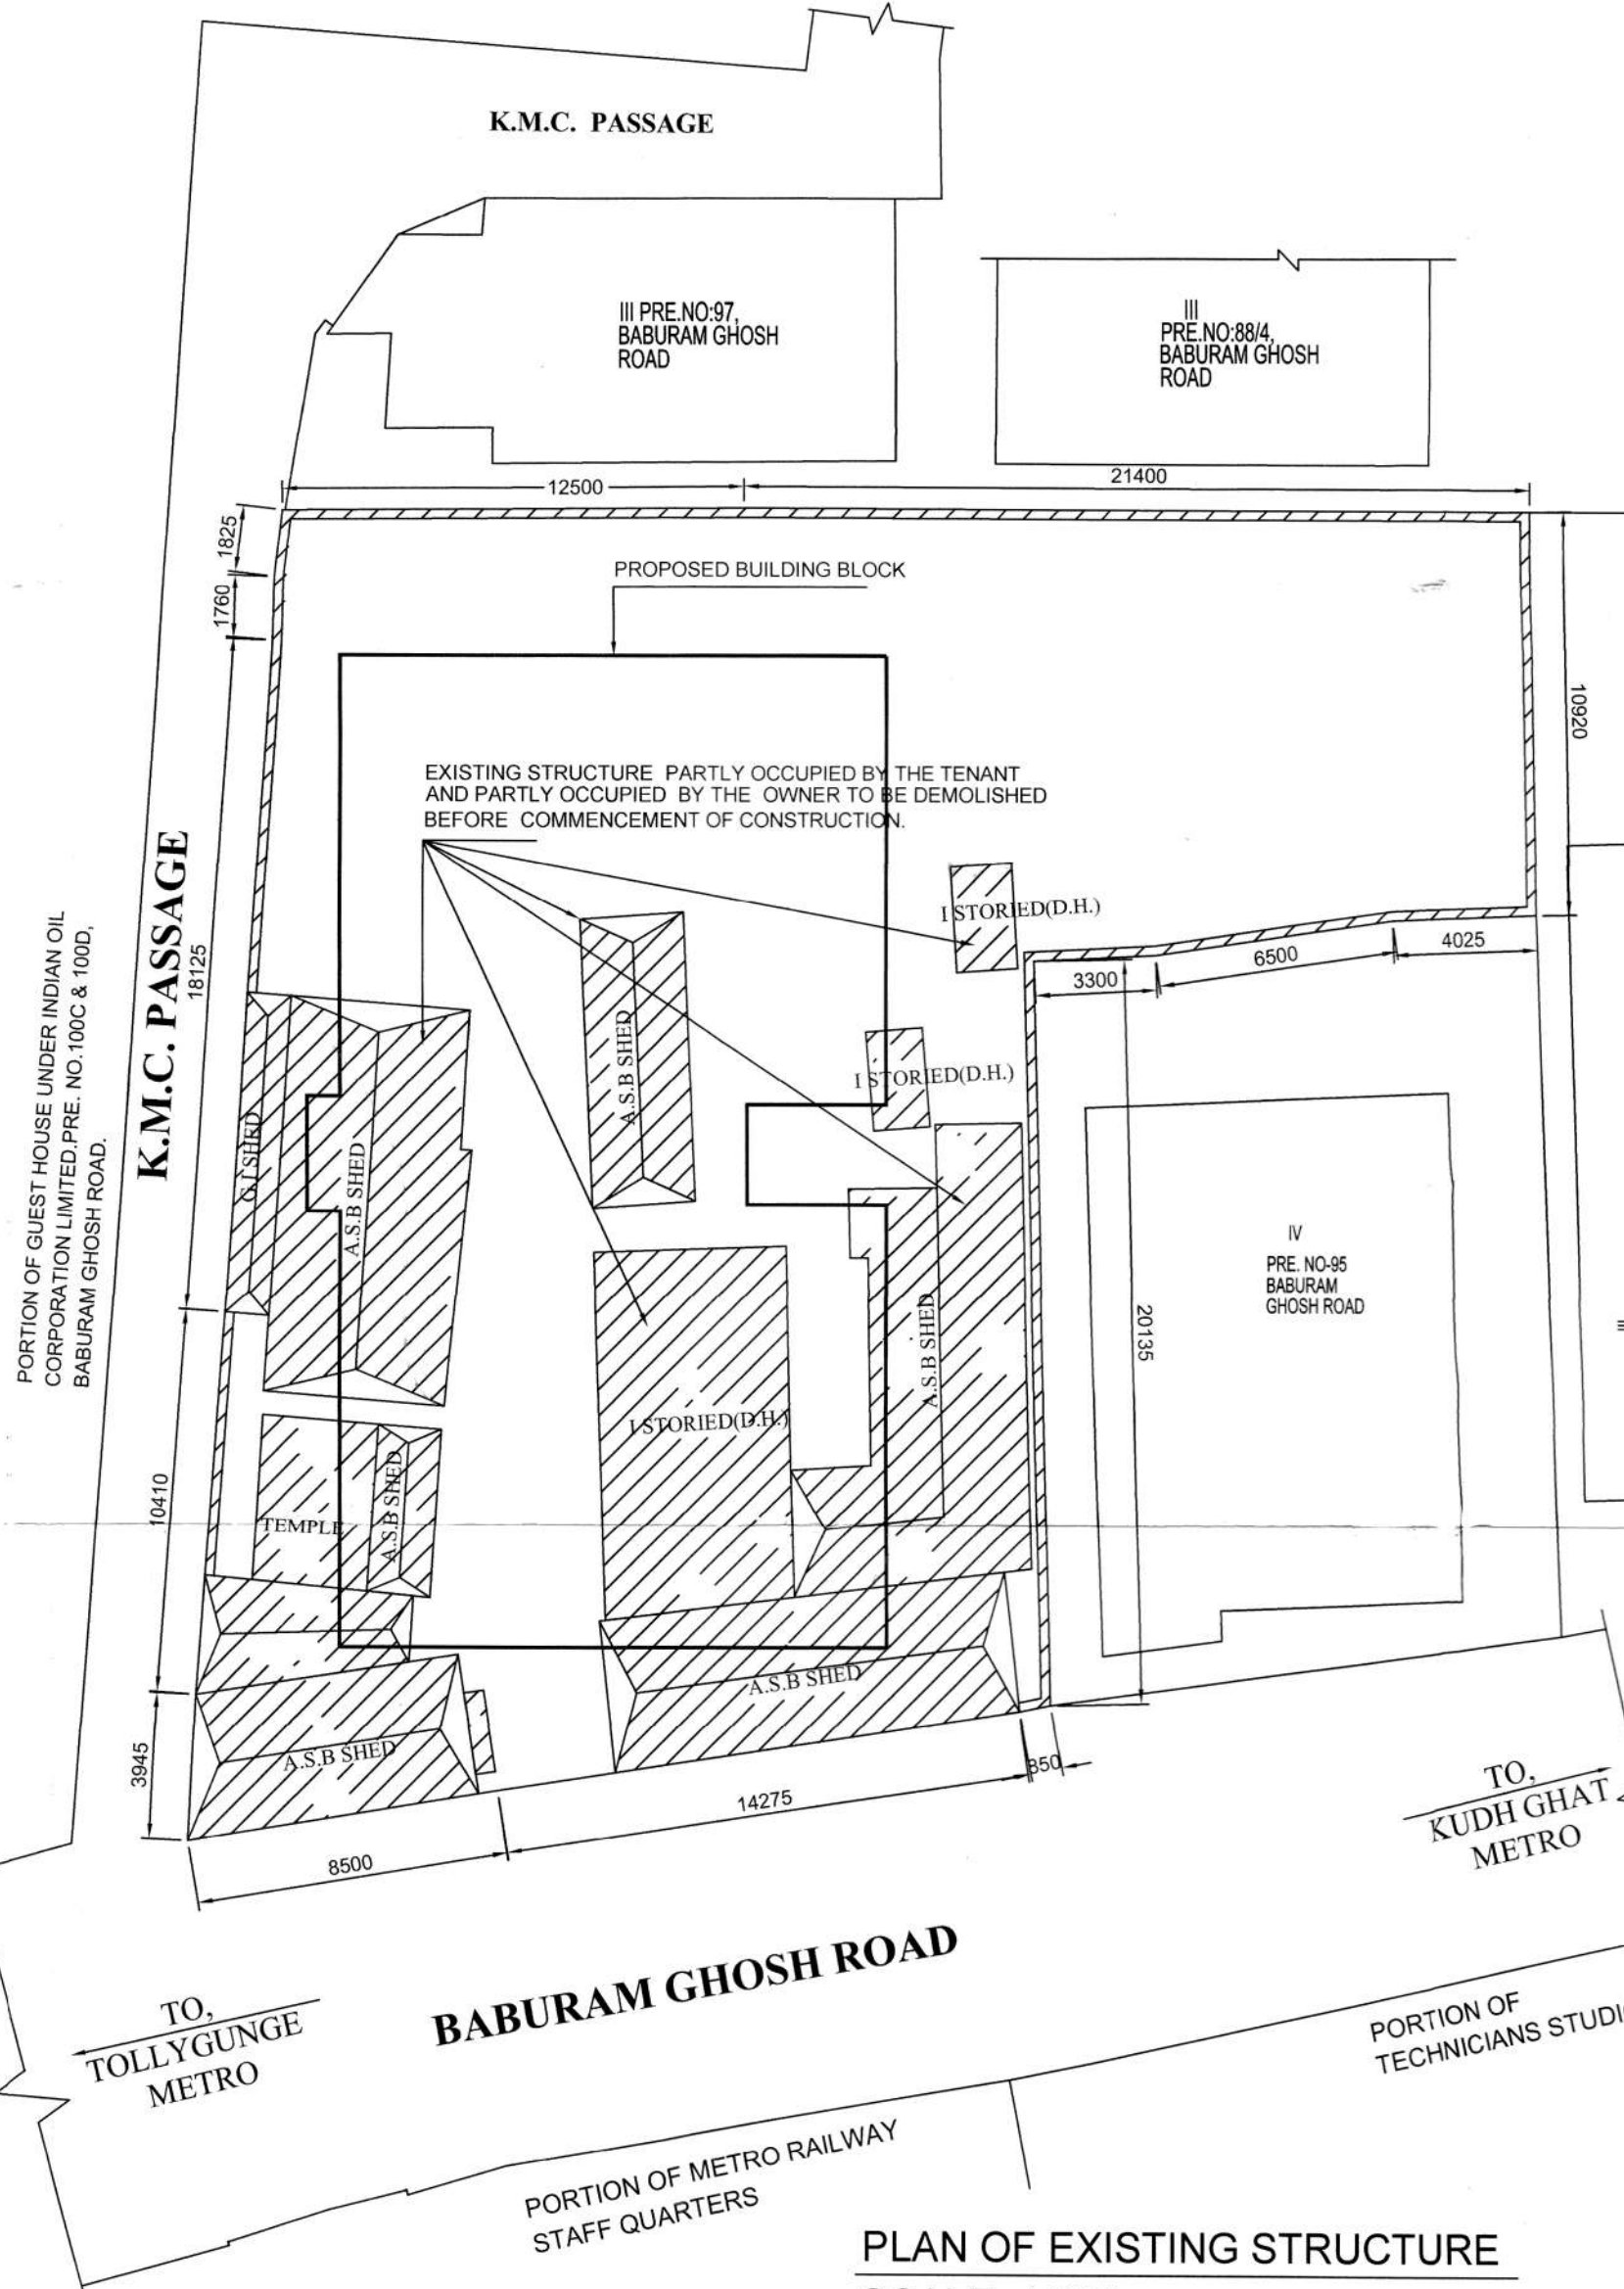 K.M.C. PASSAGE
III PRE.NO:97,
BABURAM GHOSH
ROAD
III
PRE.NO:88/4,
BABURAM GHOSH
ROAD
12500
21400
1825
1760
PROPOSED BUILDING BLOCK
10920
EXISTING STRUCTURE PARTLY OCCUPIED BY THE TENANT
AND PARTLY OCCUPIED BY THE OWNER TO BE DEMOLISHED
BEFORE COMMENCEMENT OF CONSTRUCTION.
I STORIED(D.H.)
4025
6500
3300
PORTION OF GUEST HOUSE UNDER INDIAN OIL
CORPORATION LIMITED.PRE. NO.100C & 100D,
BABURAM GHOSH ROAD.
K.M.C. PASSAGE
18125
G.I SHED
A.S.B SHED
A.S.B SHED
I STORIED(D.H.)
IV
PRE. NO-95
BABURAM
GHOSH ROAD
20135
A.S.B SHED
I STORIED(D.H.)
10410
TEMPLE
A.S.B SHED
A.S.B SHED
A.S.B SHED
3945
850
14275
8500
TO,
KUDH GHAT
METRO
BABURAM GHOSH ROAD
TO,
TOLLYGUNGE
METRO
PORTION OF
TECHNICIANS STUDI
PORTION OF METRO RAILWAY
STAFF QUARTERS
PLAN OF EXISTING STRUCTURE